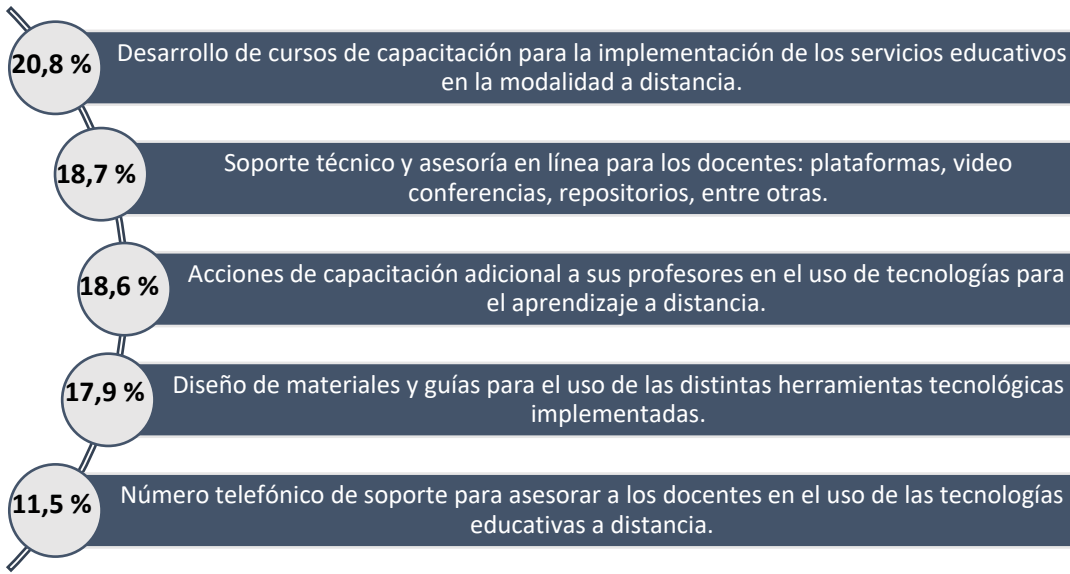 20,8 %
Desarrollo de cursos de capacitación para la implementación de los servicios educativos
en la modalidad a distancia.
18,7 %
Soporte técnico y asesoría en línea para los docentes: plataformas, video
conferencias, repositorios, entre otras.
18,6 %
Acciones de capacitación adicional a sus profesores en el uso de tecnologías para
el aprendizaje a distancia.
17,9 %
Diseño de materiales y guías para el uso de las distintas herramientas tecnológicas
implementadas.
11,5 %
Número telefónico de soporte para asesorar a los docentes en el uso de las tecnologías
educativas a distancia.